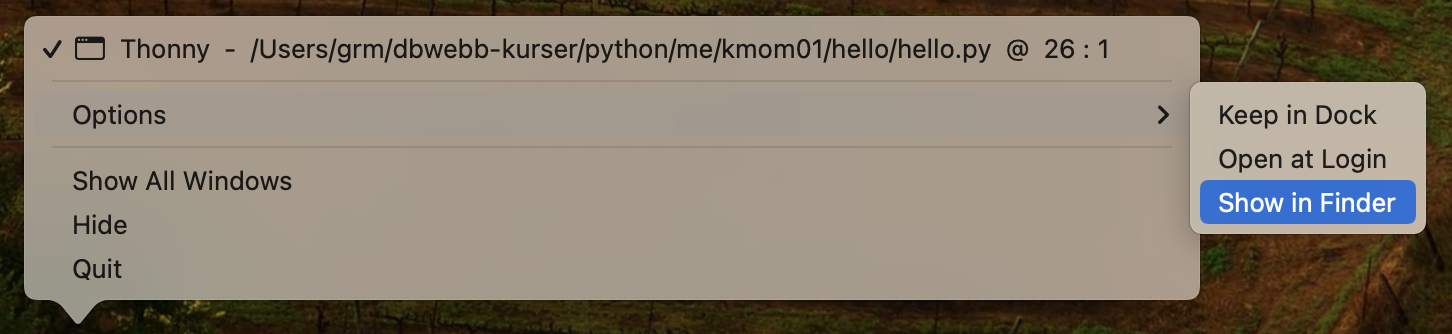 Thonny - /Users/grm/dbwebb-kurser/python/me/kmom01/hello/hello.py @ 26 : 1
Options
Keep in Dock
Open at Login
Show in Finder
Show All Windows
Hide
Quit